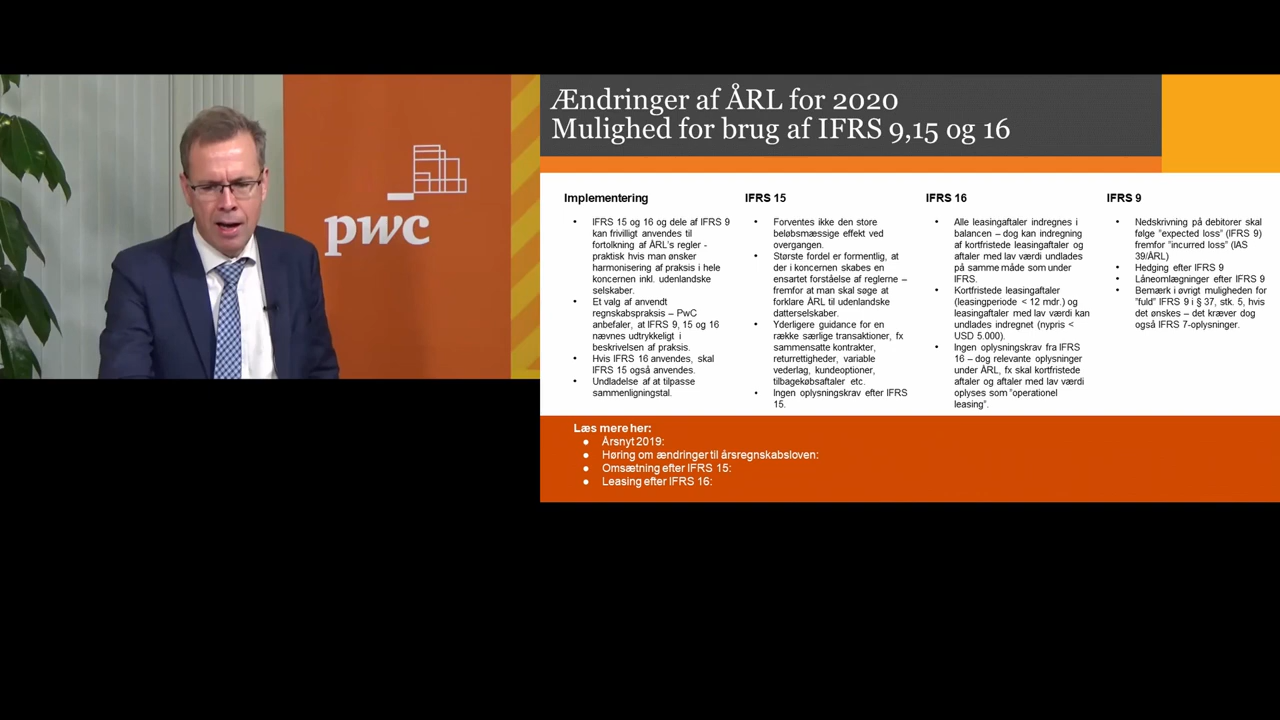 pwc
Ændringer af ÅRL for 2020
Mulighed for brug af IFRS 9,15 og 16
Implementering
• IFRS 15 og 16 og dele af IFRS 9
kan frivilligt anvendes til
fortolkning af ÅRL's regler -
praktisk hvis man ønsker
harmonisering af praksis i hele
koncernen inkl. udenlandske
selskaber.
• Et valg af anvendt
regnskabspraksis – PwC
anbefaler, at IFRS 9, 15 og 16
nævnes udtrykkeligt i
beskrivelsen af praksis.
• Hvis IFRS 16 anvendes, skal
IFRS 15 også anvendes.
• Undladelse af at tilpasse
sammenligningstal.
IFRS 15
• Forventes ikke den store
beløbsmæssige effekt ved
overgangen.
• Største fordel er formentlig, at
der i koncernen skabes en
ensartet forståelse af reglerne –
fremfor at man skal søge at
forklare ÅRL til udenlandske
datterselskaber.
• Yderligere guidance for en
række særlige transaktioner, fx
sammensatte kontrakter,
returrettigheder, variable
vederlag, kundeoptioner,
tilbagekøbsaftaler etc.
• Ingen oplysningskrav efter IFRS
15.
IFRS 16
• Alle leasingaftaler indregnes i
balancen – dog kan indregning
af kortfristede leasingaftaler og
aftaler med lav værdi undlades
på samme måde som under
IFRS.
• Kortfristede leasingaftaler
(leasingperiode < 12 mdr.) og
leasingaftaler med lav værdi kan
undlades indregnet (nypris <
USD 5.000).
• Ingen oplysningskrav fra IFRS
16 – dog relevante oplysninger
under ÅRL, fx skal kortfristede
aftaler og aftaler med lav værdi
oplyses som "operationel
leasing".
IFRS 9
• Nedskrivning på debitorer skal
følge "expected loss" (IFRS 9)
fremfor "incurred loss" (IAS
39/ÅRL)
• Hedging efter IFRS 9
• Låneomlægninger efter IFRS 9
• Bemærk i øvrigt muligheden for
"fuld" IFRS 9 i § 37, stk. 5, hvis
det ønskes – det kræver dog
også IFRS 7-oplysninger.
Læs mere her:
● Årsnyt 2019:
● Høring om ændringer til årsregnskabsloven:
● Omsætning efter IFRS 15:
● Leasing efter IFRS 16: